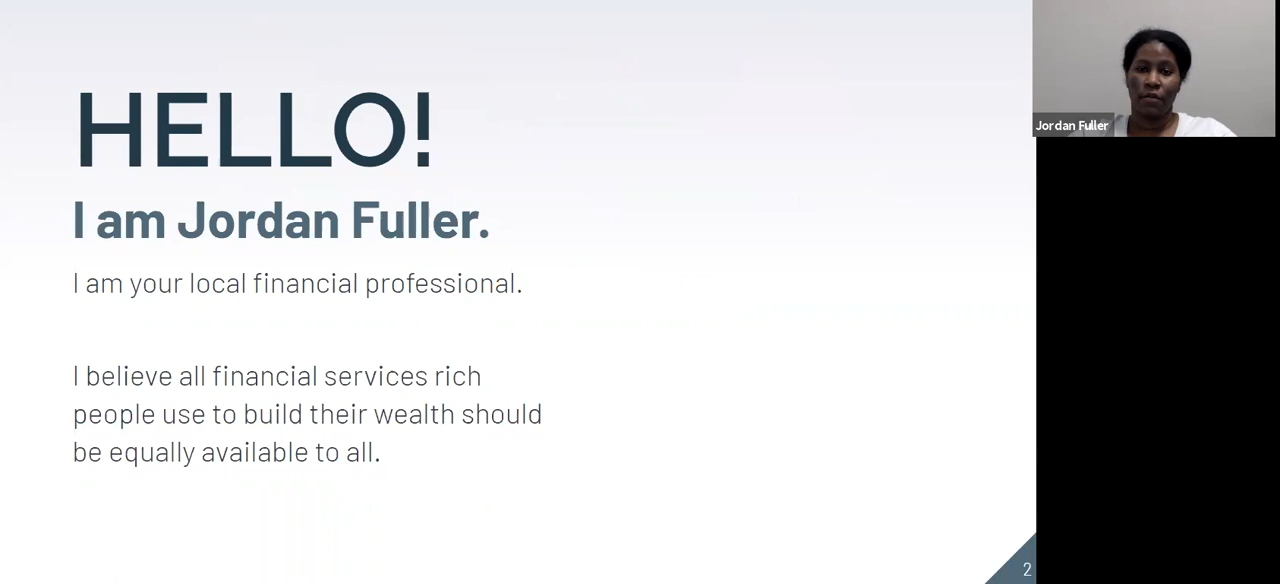 HELLO!
I am Jordan Fuller.
I am your local financial professional.
I believe all financial services rich
people use to build their wealth should
be equally available to all.
2
Jordan Fuller